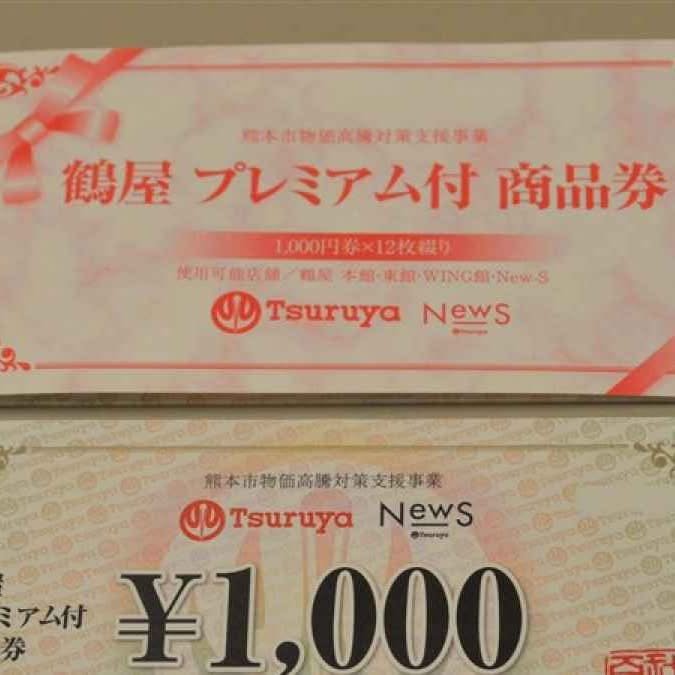 熊本市物価高騰対策支援事業
鶴屋 プレミアム付 商品券
1,000円券×12枚綴り
使用可能店舗／鶴屋 本館・東館・WING館・New-S
Tsuruya NewS
Tsuruya
熊本市物価高騰対策支援事業
Tsuruya NewS
Tsuruya
ミアム付
券
¥1,000